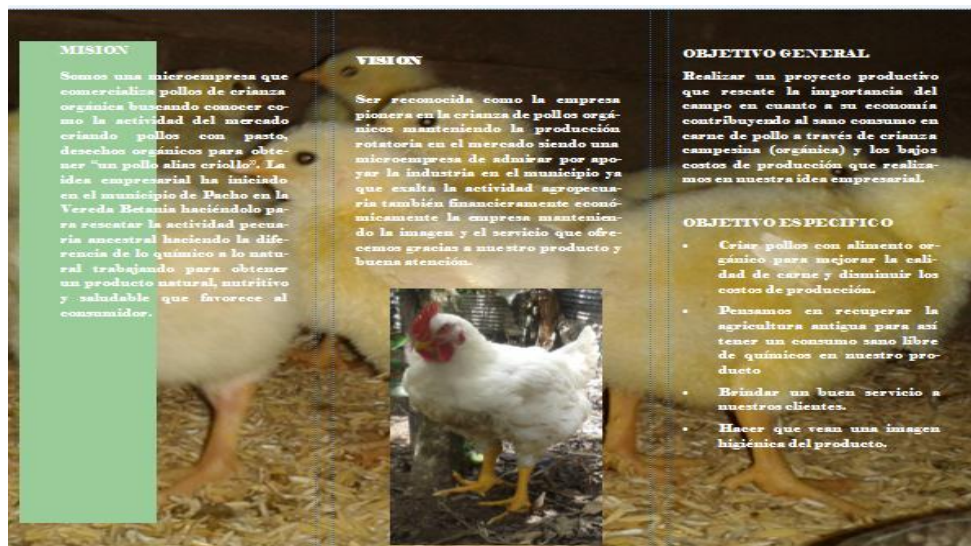 MISION
Somos una microempresa que
comercializa pollos de crianza
orgánica buscando conocer co-
mo la actividad del mercado
criando pollos con pasto,
desechos orgánicos para obte-
ner "un pollo alias criollo". La
idea empresarial ha iniciado
en el municipio de Pacho en la
Vereda Betania haciéndolo pa-
ra rescatar la actividad pecua-
ria ancestral haciendo la dife-
rencia de lo químico a lo natu-
ral trabajando para obtener
un producto natural, nutritivo
y saludable que favorece al
consumidor.
VISION
Ser reconocida como la empresa
pionera en la crianza de pollos orgá-
nicos manteniendo la producción
rotatoria en el mercado siendo una
microempresa de admirar por apo-
yar la industria en el municipio ya
que exalta la actividad agropecua-
ria también financieramente econó-
micamente la empresa mantenien-
do la imagen y el servicio que ofre-
cemos gracias a nuestro producto y
buena atención.
OBJETIVO GENERAL
Realizar un proyecto productivo
que rescate la importancia del
campo en cuanto a su economía
contribuyendo al sano consumo en
carne de pollo a través de crianza
campesina (orgánica) y los bajos
costos de producción que realiza-
mos en nuestra idea empresarial.
OBJETIVO ESPECIFICO
• Criar pollos con alimento or-
gánico para mejorar la cali-
dad de carne y disminuir los
costos de producción.
• Pensamos en recuperar la
agricultura antigua para así
tener un consumo sano libre
de químicos en nuestro pro-
ducto
• Brindar un buen servicio a
nuestros clientes.
• Hacer que vean una imagen
higiénica del producto.